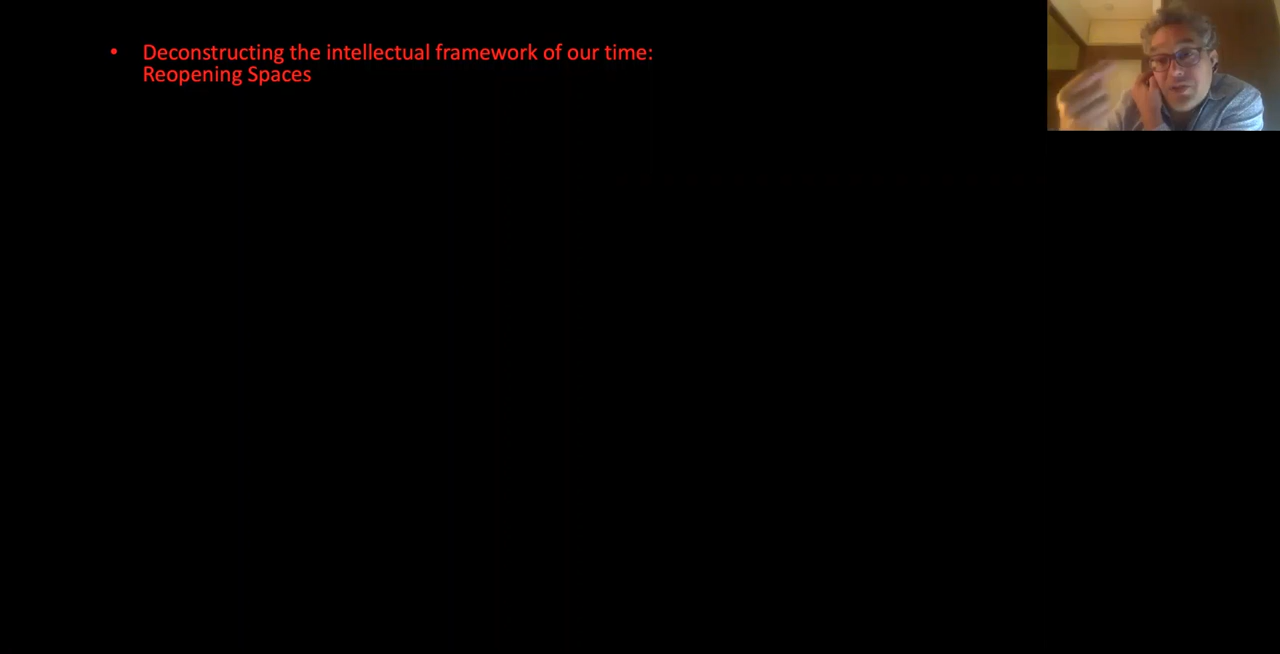 • Deconstructing the intellectual framework of our time:
Reopening Spaces